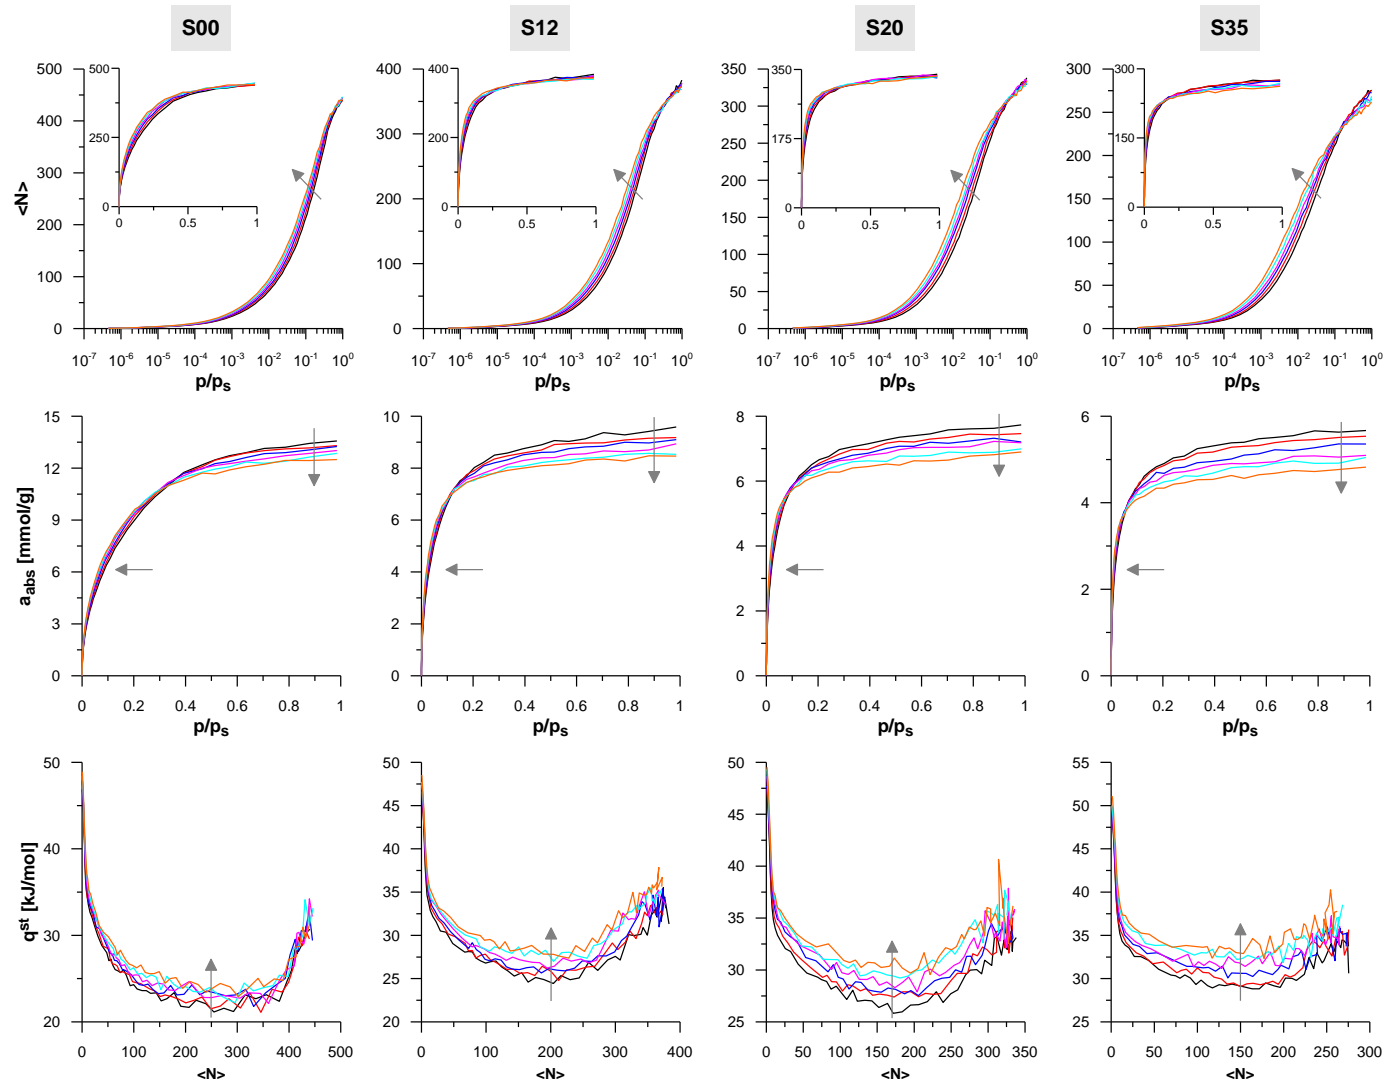 S00 S12 S20 S35
<N>
500 400 300 200 100 0
500 250 0
0 0.5 1
10-7 10-6 10-5 10-4 10-3 10-2 10-1 100
p/ps
400 300 200 100 0
400 200 0
0 0.5 1
10-7 10-6 10-5 10-4 10-3 10-2 10-1 100
p/ps
350 300 250 200 150 100 50 0
350 175 0
0 0.5 1
10-7 10-6 10-5 10-4 10-3 10-2 10-1 100
p/ps
300 250 200 150 100 50 0
300 150 0
0 0.5 1
10-7 10-6 10-5 10-4 10-3 10-2 10-1 100
p/ps
aabs [mmol/g]
15 12 9 6 3 0
0 0.2 0.4 0.6 0.8 1
p/ps
10 8 6 4 2 0
0 0.2 0.4 0.6 0.8 1
p/ps
8 6 4 2 0
0 0.2 0.4 0.6 0.8 1
p/ps
6 4 2 0
0 0.2 0.4 0.6 0.8 1
p/ps
qst [kJ/mol]
50 40 30 20
0 100 200 300 400 500
<N>
50 45 40 35 30 25 20
0 100 200 300 400
<N>
50 45 40 35 30 25
0 50 100 150 200 250 300 350
<N>
55 50 45 40 35 30 25
0 50 100 150 200 250 300
<N>